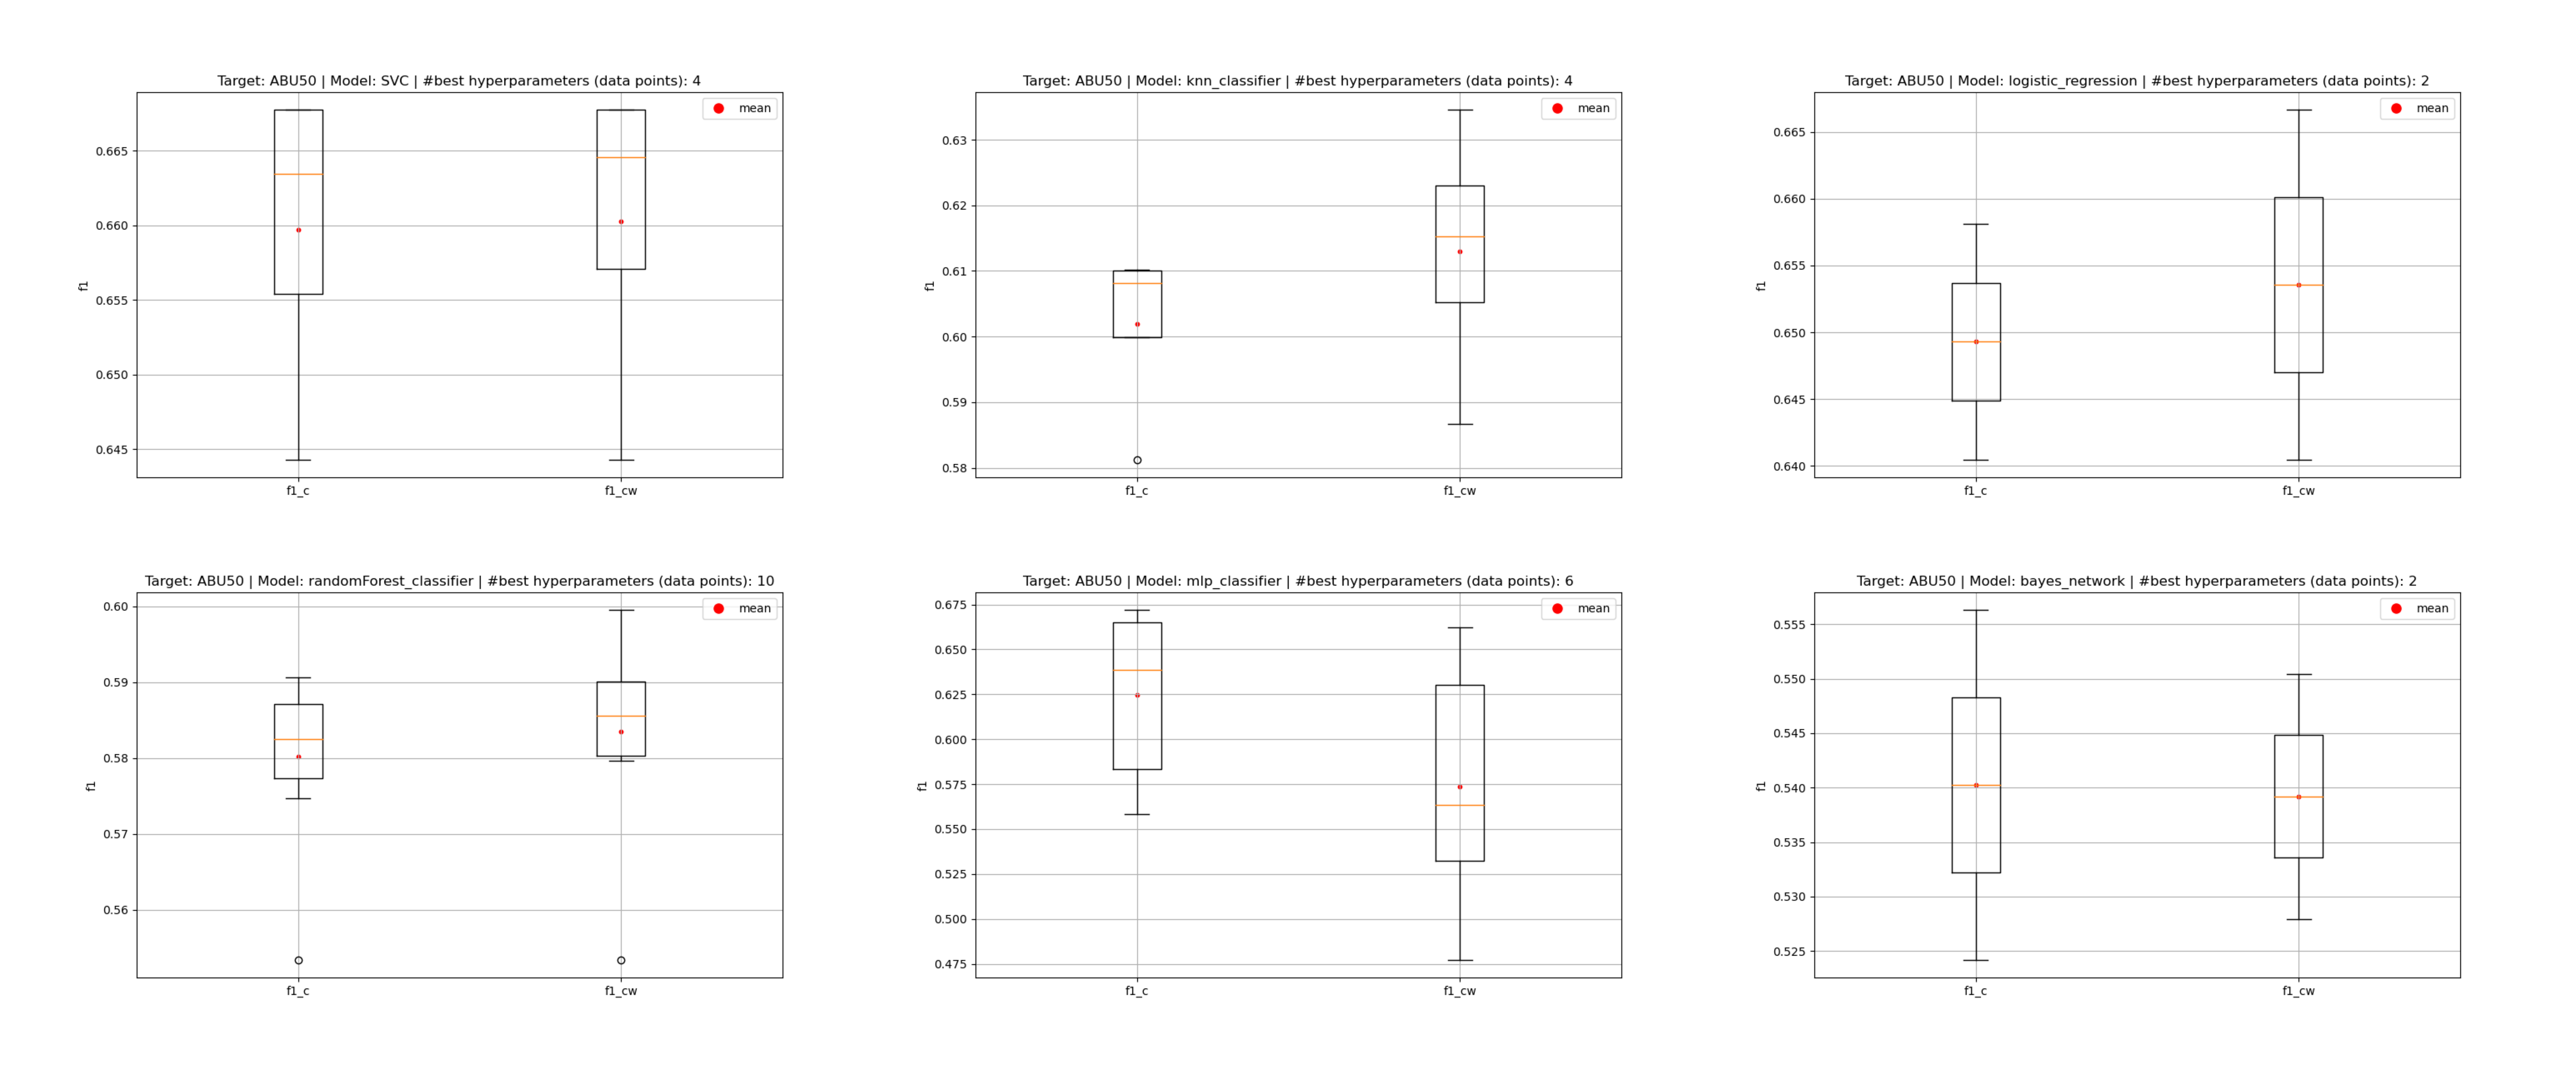 Target: ABU50 | Model: SVC | #best hyperparameters (data points): 4
mean
0.665
0.660
0.655
0.650
0.645
f1
f1_c
f1_cw
Target: ABU50 | Model: knn_classifier | #best hyperparameters (data points): 4
mean
0.63
0.62
0.61
0.60
0.59
0.58
f1
f1_c
f1_cw
Target: ABU50 | Model: logistic_regression | #best hyperparameters (data points): 2
mean
0.665
0.660
0.655
0.650
0.645
0.640
f1
f1_c
f1_cw
Target: ABU50 | Model: randomForest_classifier | #best hyperparameters (data points): 10
mean
0.60
0.59
0.58
0.57
0.56
f1
f1_c
f1_cw
Target: ABU50 | Model: mlp_classifier | #best hyperparameters (data points): 6
mean
0.675
0.650
0.625
0.600
0.575
0.550
0.525
0.500
0.475
f1
f1_c
f1_cw
Target: ABU50 | Model: bayes_network | #best hyperparameters (data points): 2
mean
0.555
0.550
0.545
0.540
0.535
0.530
0.525
f1
f1_c
f1_cw